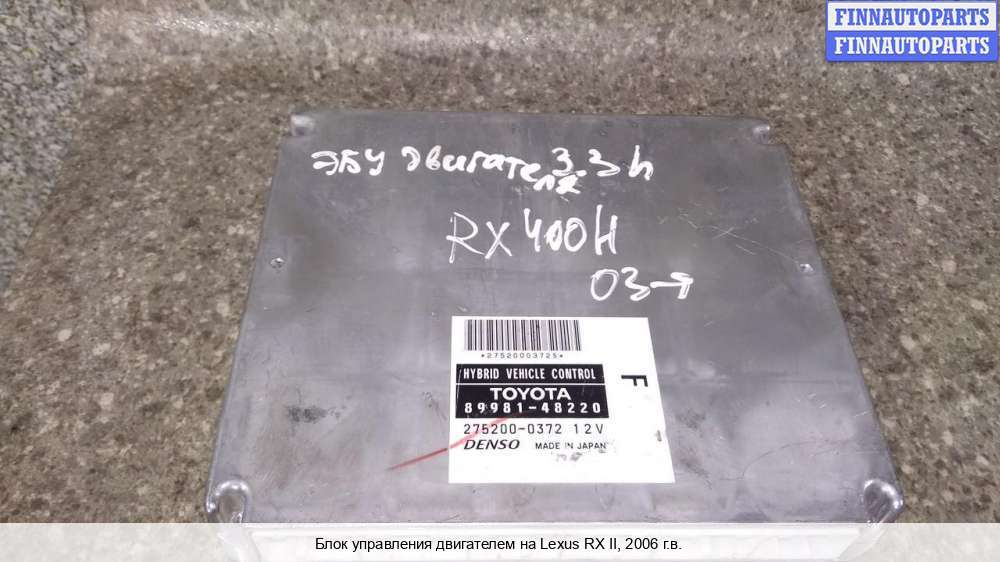 FINNAUTOPARTS
FINNAUTOPARTS
ЭБУ двигателя 3.3h
RX400H
03-я
*27520003725*
HYBRID VEHICLE CONTROL
TOYOTA
89981-48220
275200-0372 12V
DENSO MADE IN JAPAN
F
Блок управления двигателем на Lexus RX II, 2006 г.в.